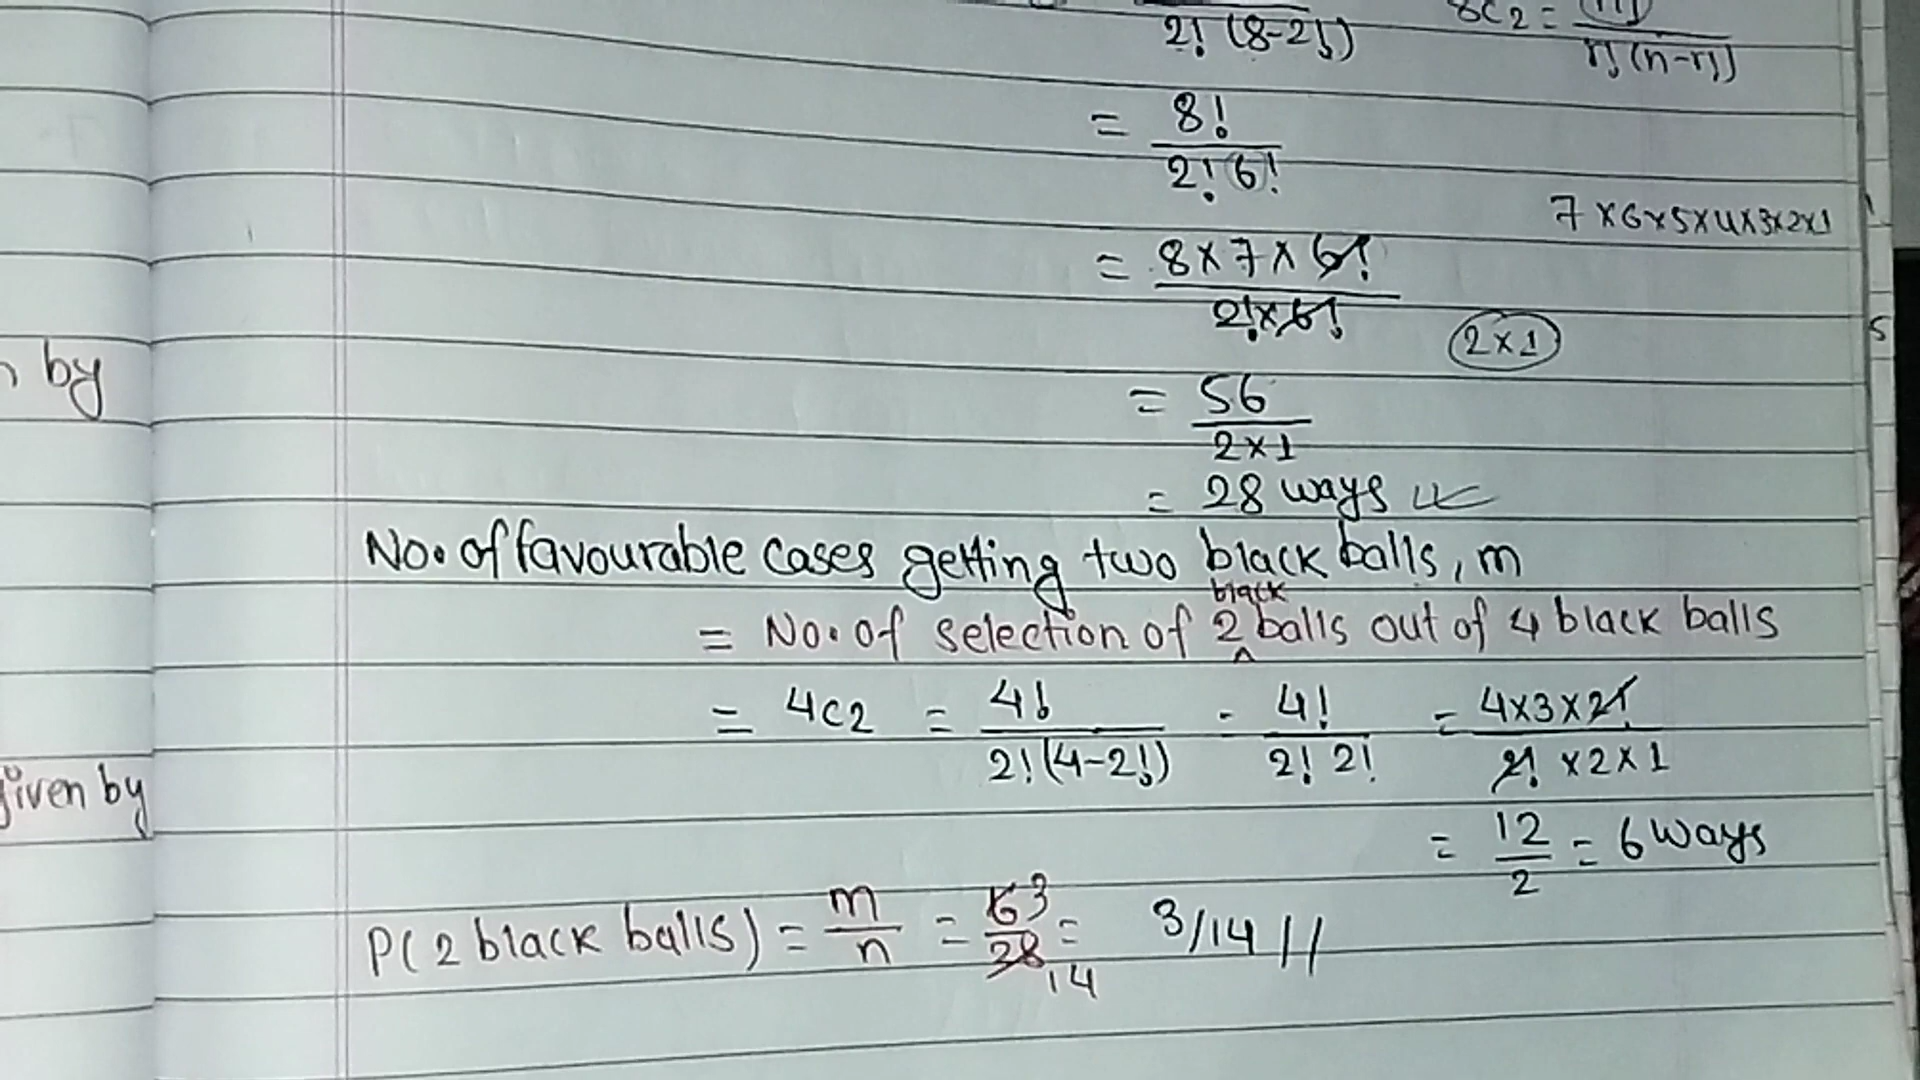 2! (8-2!) 8C2 = n! / r! (n-r!)
= 8! / 2! 6!
7×6×5×4×3×2×1
= 8×7×6! / 2!×6!
2×1
= 56 / 2×1
by
= 28 ways
No. of favourable cases getting two black balls, m
= No. of selection of 2 black balls out of 4 black balls
= 4C2 = 4! / 2!(4-2!) = 4! / 2! 2! = 4×3×2! / 2! ×2×1
given by
= 12/2 = 6 ways
P(2 black balls) = m/n = 6 3 / 28 14 = 3/14 //